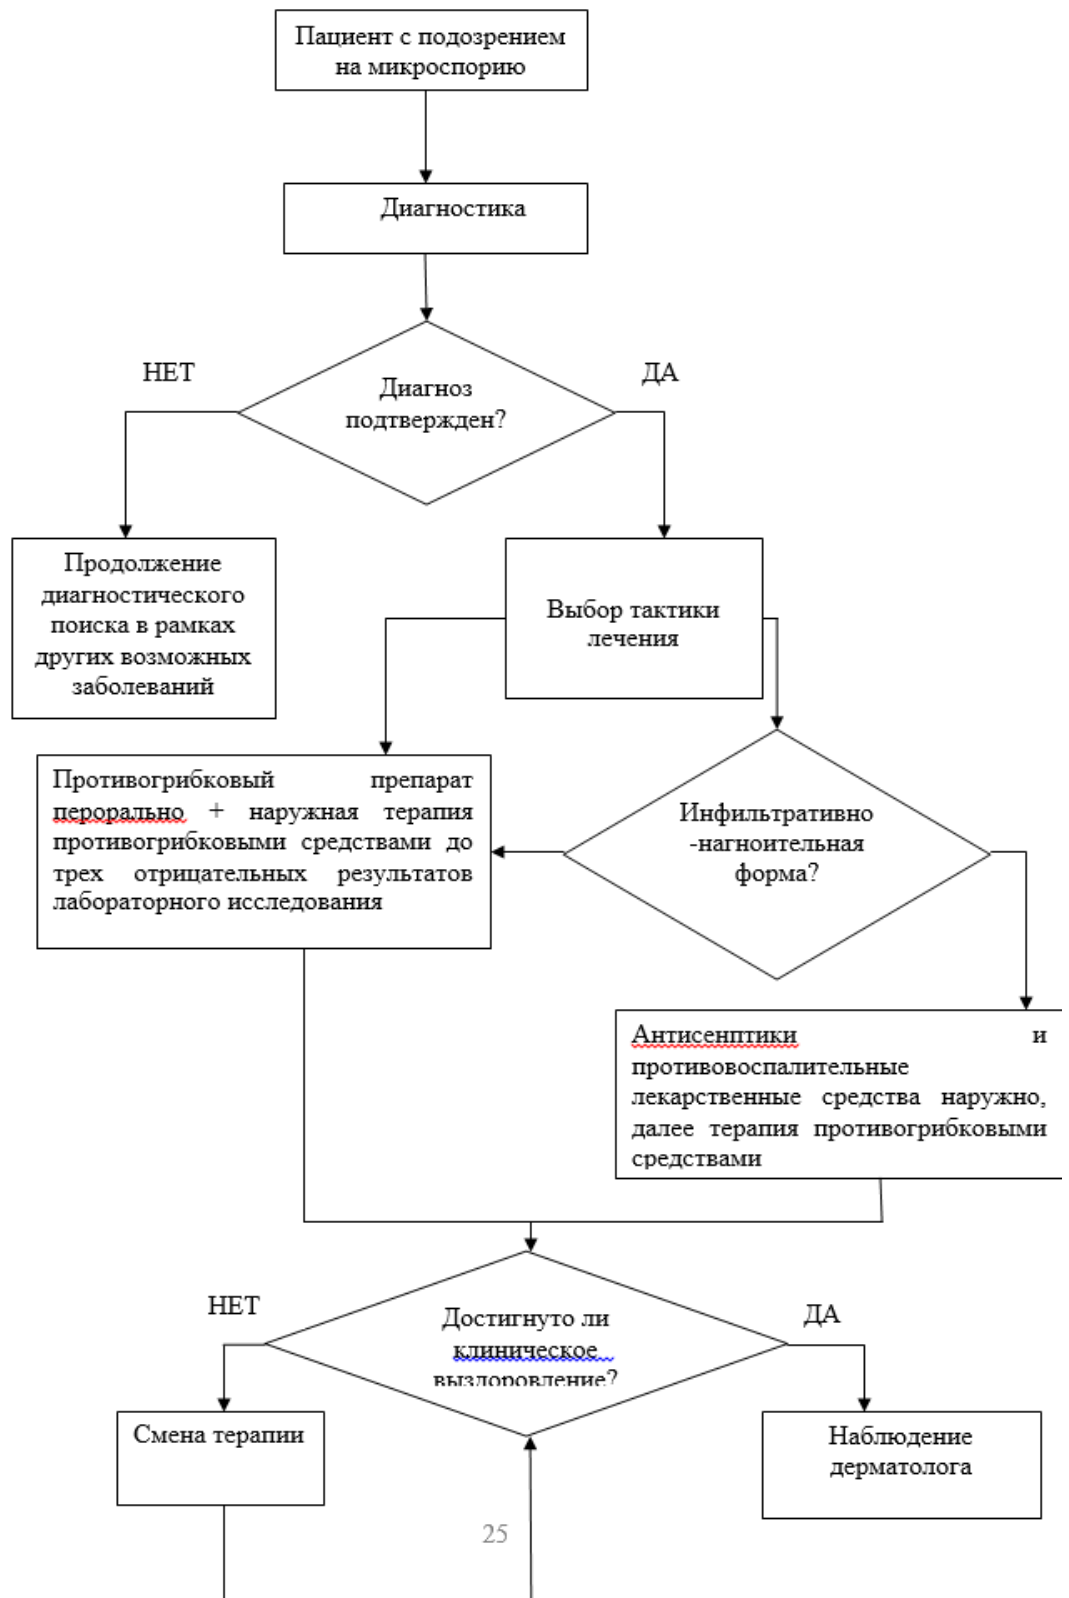 Пациент с подозрением
на микроспорию
Диагностика
НЕТ
ДА
Диагноз
подтвержден?
Продолжение
диагностического
поиска в рамках
других возможных
заболеваний
Выбор тактики
лечения
Противогрибковый препарат
перорально + наружная терапия
противогрибковыми средствами до
трех отрицательных результатов
лабораторного исследования
Инфильтративно
-нагноительная
форма?
Антисенптики и
противовоспалительные
лекарственные средства наружно,
далее терапия противогрибковыми
средствами
НЕТ
ДА
Достигнуто ли
клиническое
выздоровление?
Смена терапии
Наблюдение
дерматолога
25